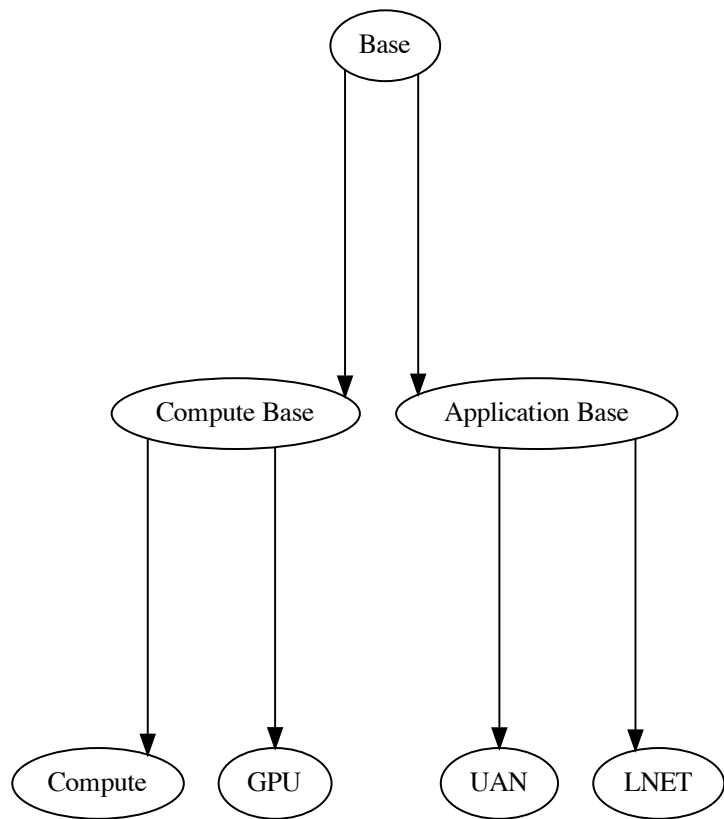 Base
Compute Base
Application Base
Compute
GPU
UAN
LNET